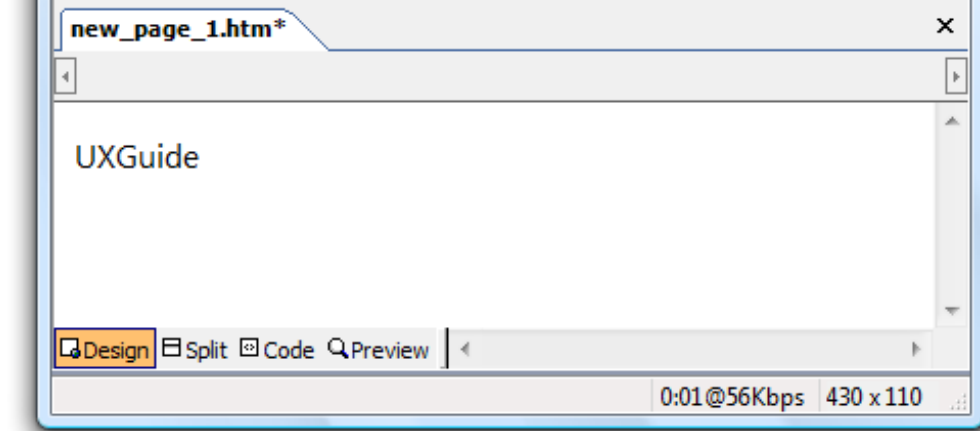 new_page_1.htm*
UXGuide
Design Split Code Preview
0:01@56Kbps 430 x 110